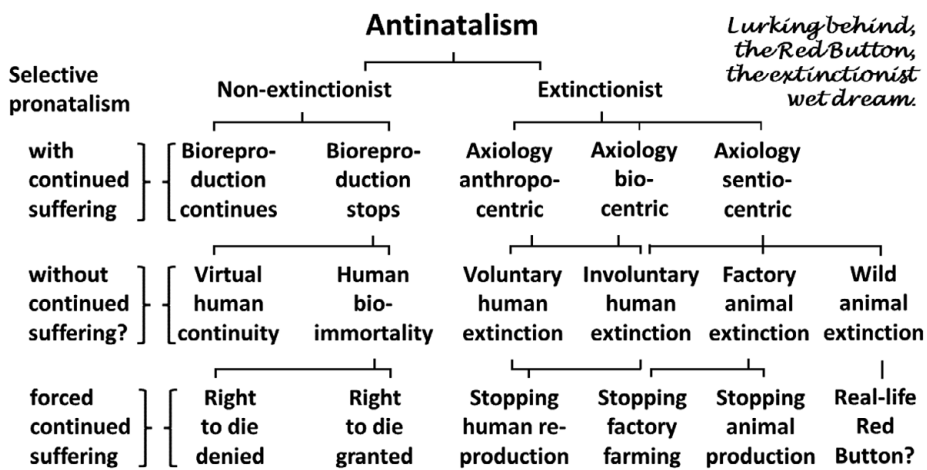 Antinatalism
Lurking behind,
the Red Button,
the extinctionist
wet dream.
Selective
pronatalism
Non-extinctionist
Extinctionist
with
continued
suffering
Biorepro-
duction
continues
Biorepro-
duction
stops
Axiology
anthropo-
centric
Axiology
bio-
centric
Axiology
sentio-
centric
without
continued
suffering?
Virtual
human
continuity
Human
bio-
immortality
Voluntary
human
extinction
Involuntary
human
extinction
Factory
animal
extinction
Wild
animal
extinction
forced
continued
suffering
Right
to die
denied
Right
to die
granted
Stopping
human re-
production
Stopping
factory
farming
Stopping
animal
production
Real-life
Red
Button?